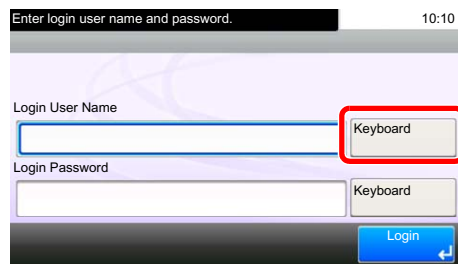 Enter login user name and password. 10:10
Login User Name
Keyboard
Login Password
Keyboard
Login